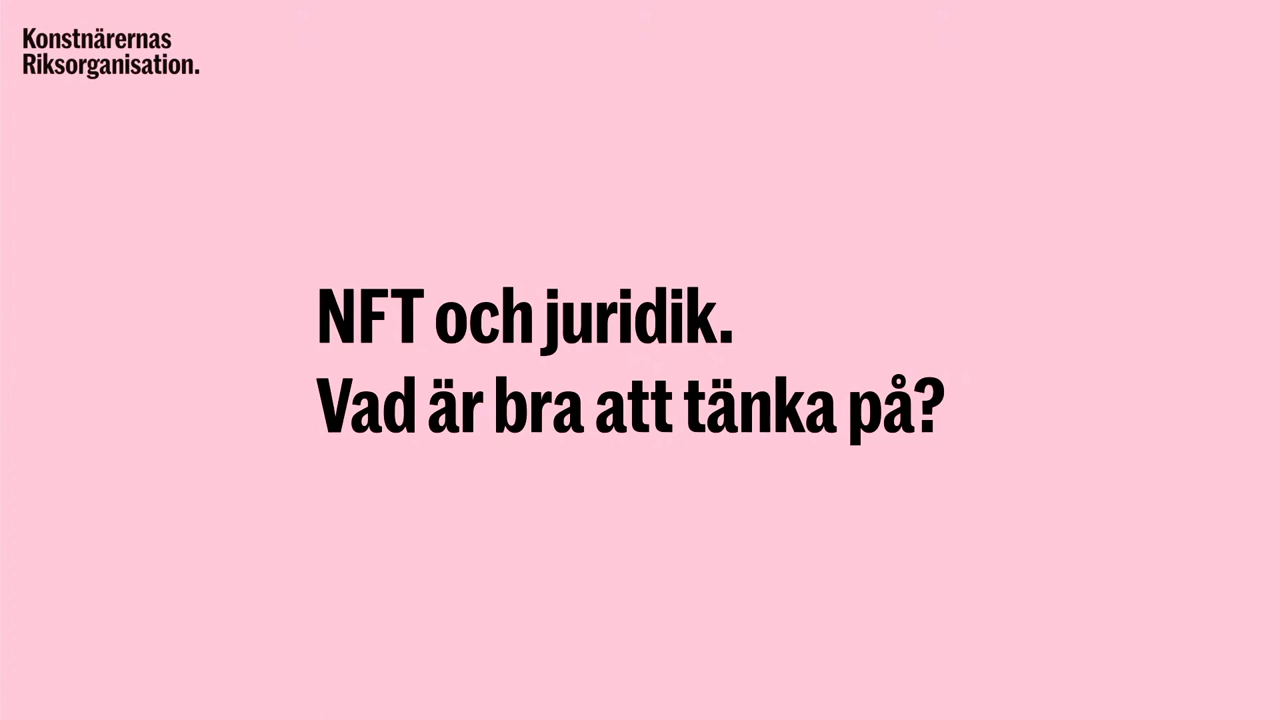 Konstnärernas
Riksorganisation.
NFT och juridik.
Vad är bra att tänka på?